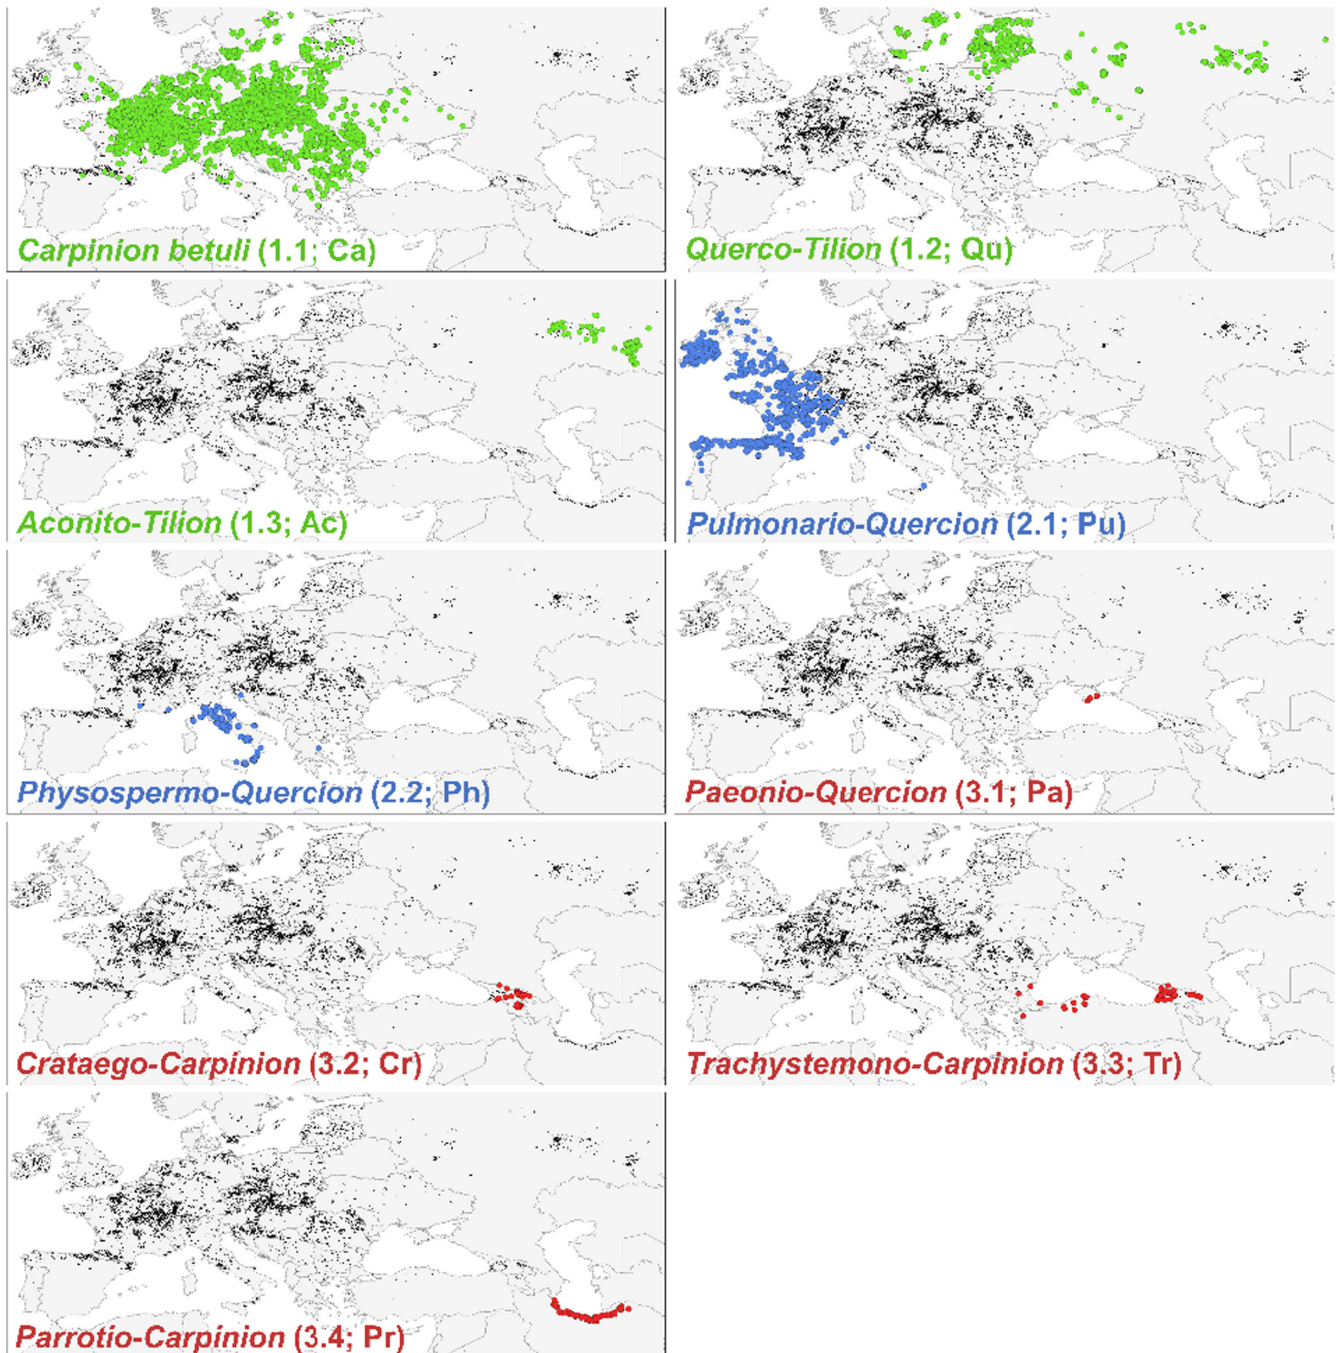 Carpinion betuli (1.1; Ca)
Querco-Tilion (1.2; Qu)
Aconito-Tilion (1.3; Ac)
Pulmonario-Quercion (2.1; Pu)
Physospermo-Quercion (2.2; Ph)
Paeonio-Quercion (3.1; Pa)
Crataego-Carpinion (3.2; Cr)
Trachystemono-Carpinion (3.3; Tr)
Parrotio-Carpinion (3.4; Pr)